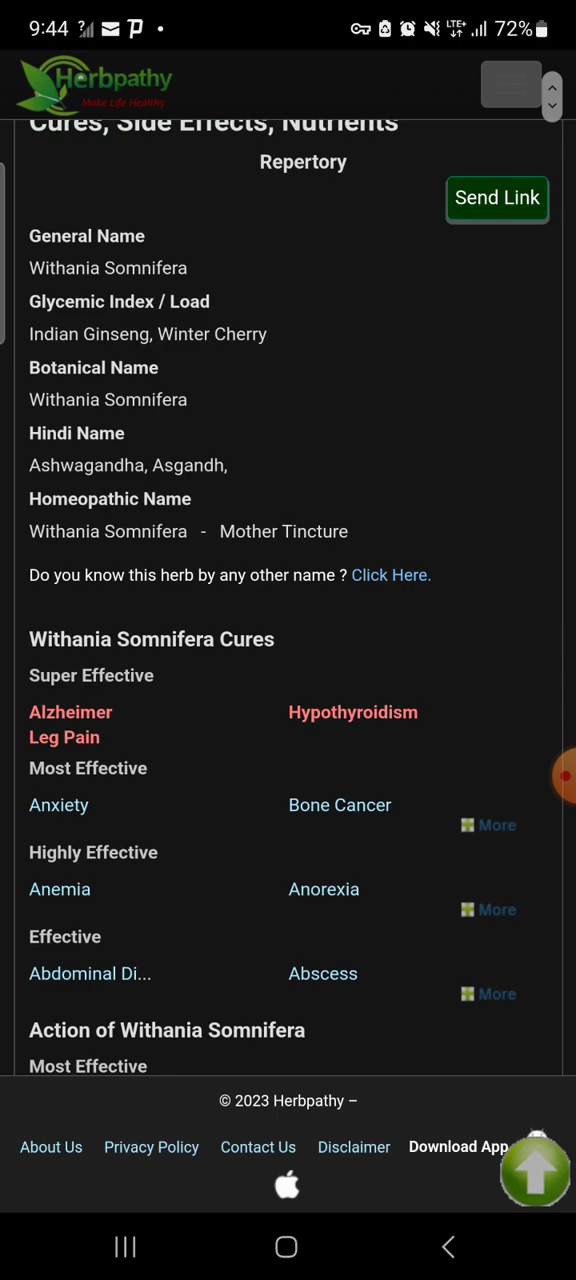 9:44
LTE+
72%
Herbpathy
Make Life Healthy
Cures, Side Effects, Nutrients
Repertory
Send Link
General Name
Withania Somnifera
Glycemic Index / Load
Indian Ginseng, Winter Cherry
Botanical Name
Withania Somnifera
Hindi Name
Ashwagandha, Asgandh,
Homeopathic Name
Withania Somnifera - Mother Tincture
Do you know this herb by any other name ? Click Here.
Withania Somnifera Cures
Super Effective
Alzheimer Hypothyroidism
Leg Pain
Most Effective
Anxiety Bone Cancer
More
Highly Effective
Anemia Anorexia
More
Effective
Abdominal Di... Abscess
More
Action of Withania Somnifera
Most Effective
© 2023 Herbpathy –
About Us Privacy Policy Contact Us Disclaimer Download App